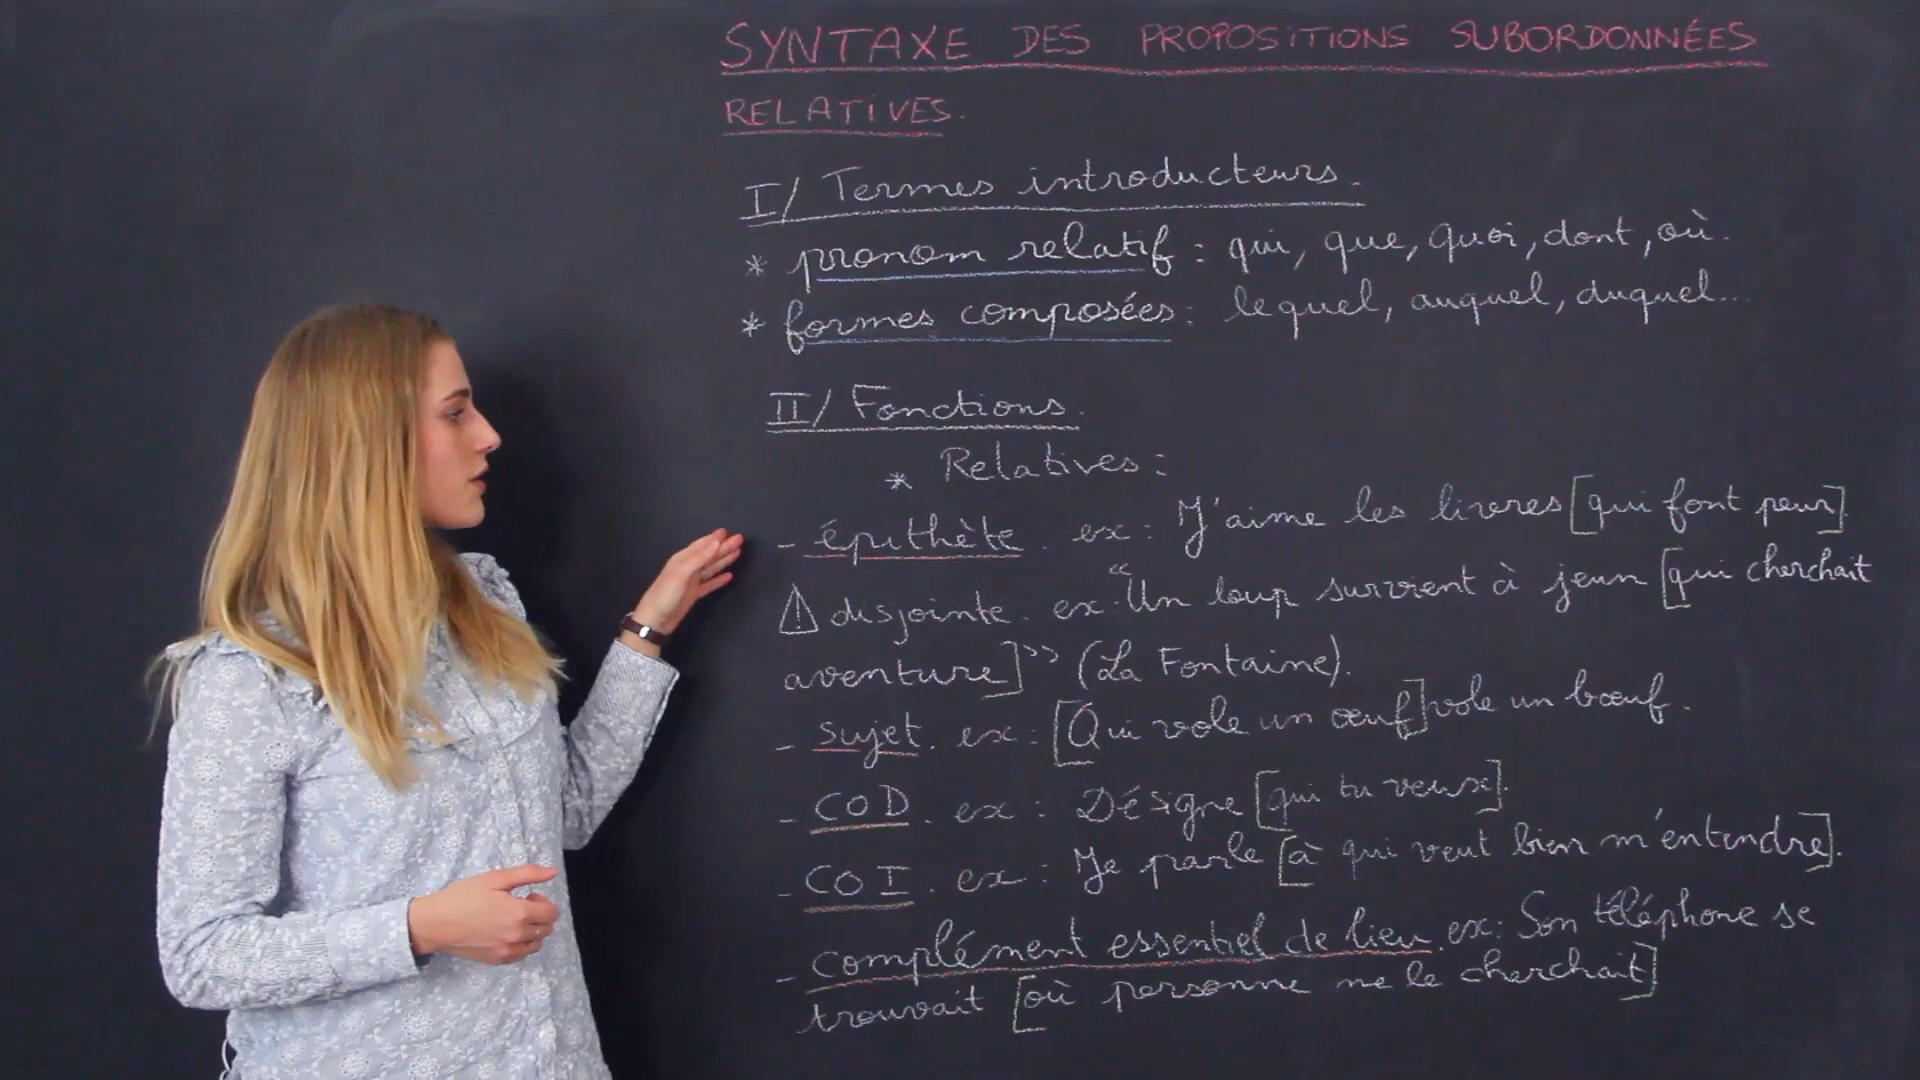 SYNTAXE DES PROPOSITIONS SUBORDONNÉES
RELATIVES.
I/ Termes introducteurs.
* pronom relatif : qui, que, quoi, dont, où.
* formes composées : lequel, auquel, duquel...
II/ Fonctions.
* Relatives :
- épithète. ex : J'aime les livres [qui font peur].
⚠ disjointe. ex : "Un loup survient à jeun [qui cherchait
aventure]" (La Fontaine).
- sujet. ex : [Qui vole un œuf] vole un bœuf.
- COD. ex : Désigne [qui tu veux].
- COI. ex : Je parle [à qui veut bien m'entendre].
- complément essentiel de lieu. ex : Son téléphone se
trouvait [où personne ne le cherchait]